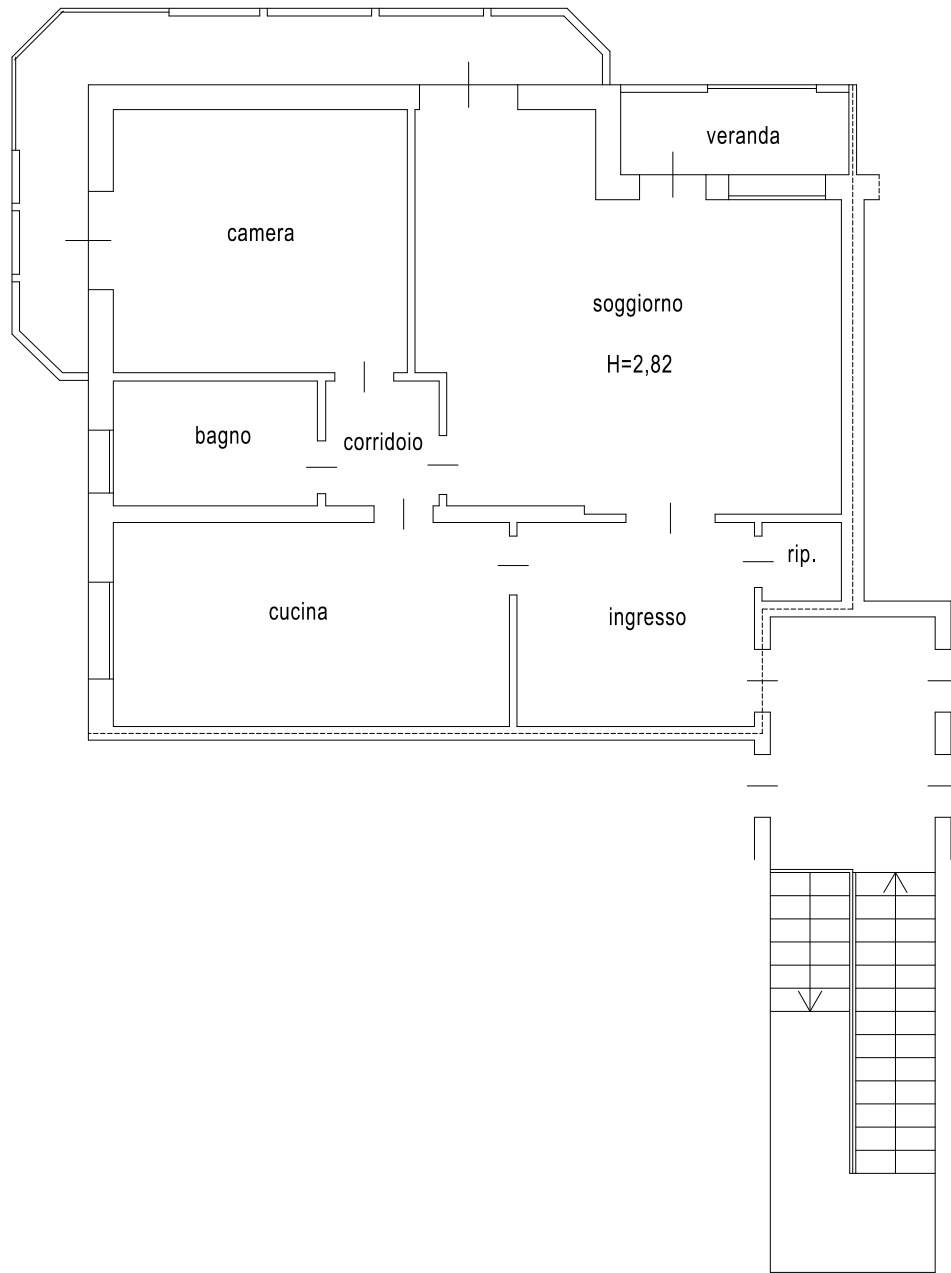 veranda
camera
soggiorno
H=2,82
bagno
corridoio
rip.
cucina
ingresso